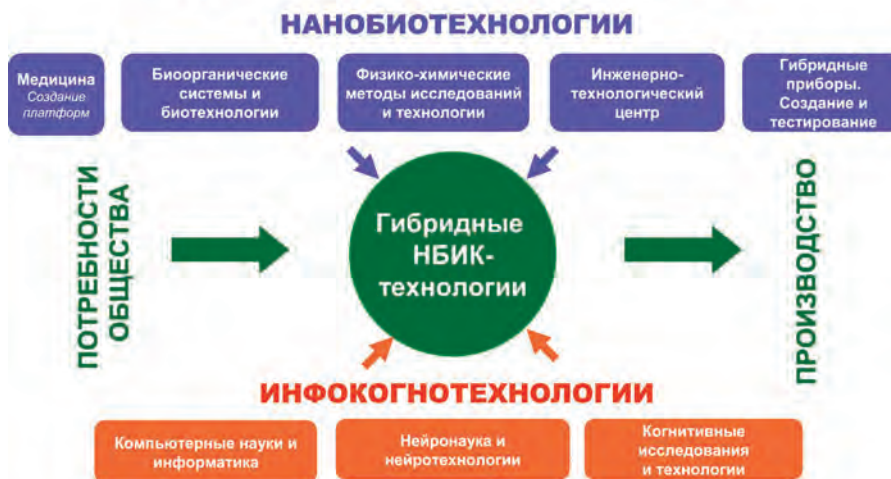 НАНОБИОТЕХНОЛОГИИ
Медицина
Создание
платформ
Биоорганические
системы и
биотехнологии
Физико-химические
методы исследований
и технологии
Инженерно-
технологический
центр
Гибридные
приборы.
Создание и
тестирование
ПОТРЕБНОСТИ
ОБЩЕСТВА
Гибридные
НБИК-
технологии
ПРОИЗВОДСТВО
ИНФОКОГНОТЕХНОЛОГИИ
Компьютерные науки и
информатика
Нейронаука и
нейротехнологии
Когнитивные
исследования
и технологии